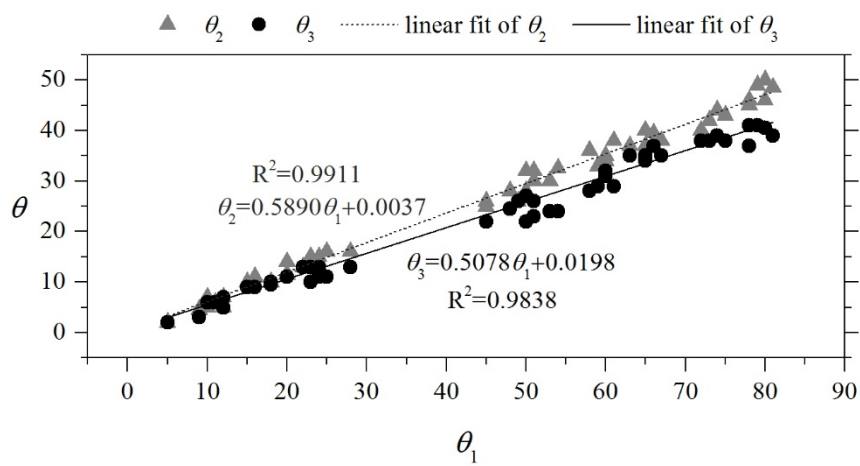 θ₂ θ₃ linear fit of θ₂ linear fit of θ₃
50
40
30
20
10
0
θ
R²=0.9911
θ₂=0.5890θ₁+0.0037
θ₃=0.5078θ₁+0.0198
R²=0.9838
0 10 20 30 40 50 60 70 80 90
θ₁